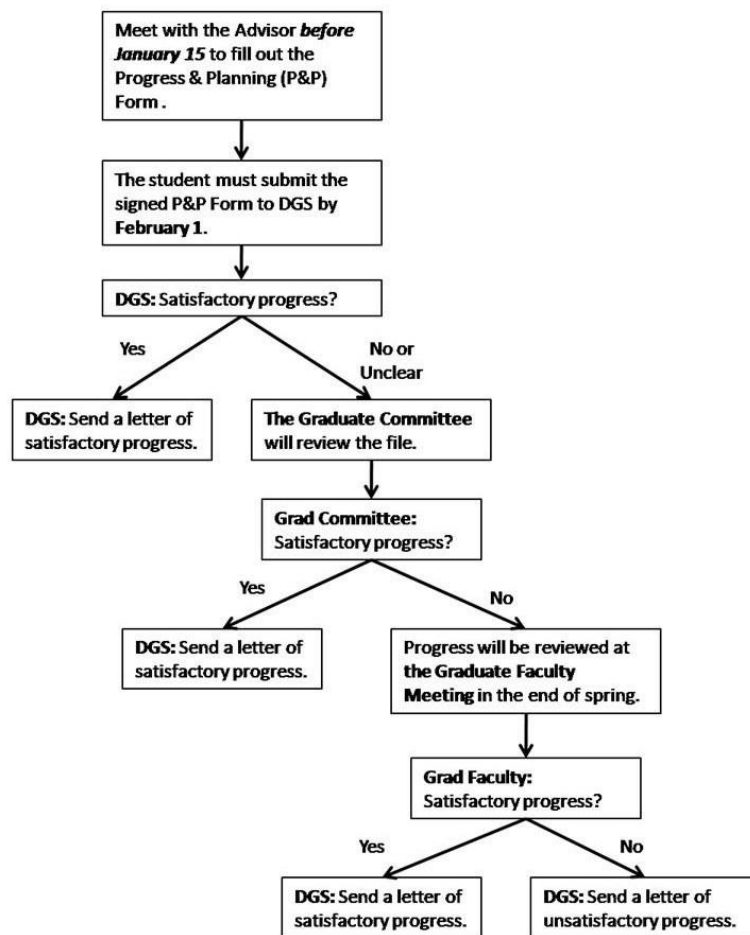 Meet with the Advisor before
January 15 to fill out the
Progress & Planning (P&P)
Form .
The student must submit the
signed P&P Form to DGS by
February 1.
DGS: Satisfactory progress?
Yes
No or
Unclear
DGS: Send a letter of
satisfactory progress.
The Graduate Committee
will review the file.
Grad Committee:
Satisfactory progress?
Yes
No
DGS: Send a letter of
satisfactory progress.
Progress will be reviewed at
the Graduate Faculty
Meeting in the end of spring.
Grad Faculty:
Satisfactory progress?
Yes
No
DGS: Send a letter of
satisfactory progress.
DGS: Send a letter of
unsatisfactory progress.